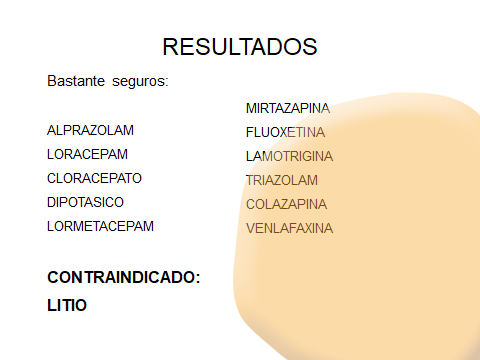 RESULTADOS
Bastante seguros:
ALPRAZOLAM
LORACEPAM
CLORACEPATO
DIPOTASICO
LORMETACEPAM
MIRTAZAPINA
FLUOXETINA
LAMOTRIGINA
TRIAZOLAM
COLAZAPINA
VENLAFAXINA
CONTRAINDICADO:
LITIO